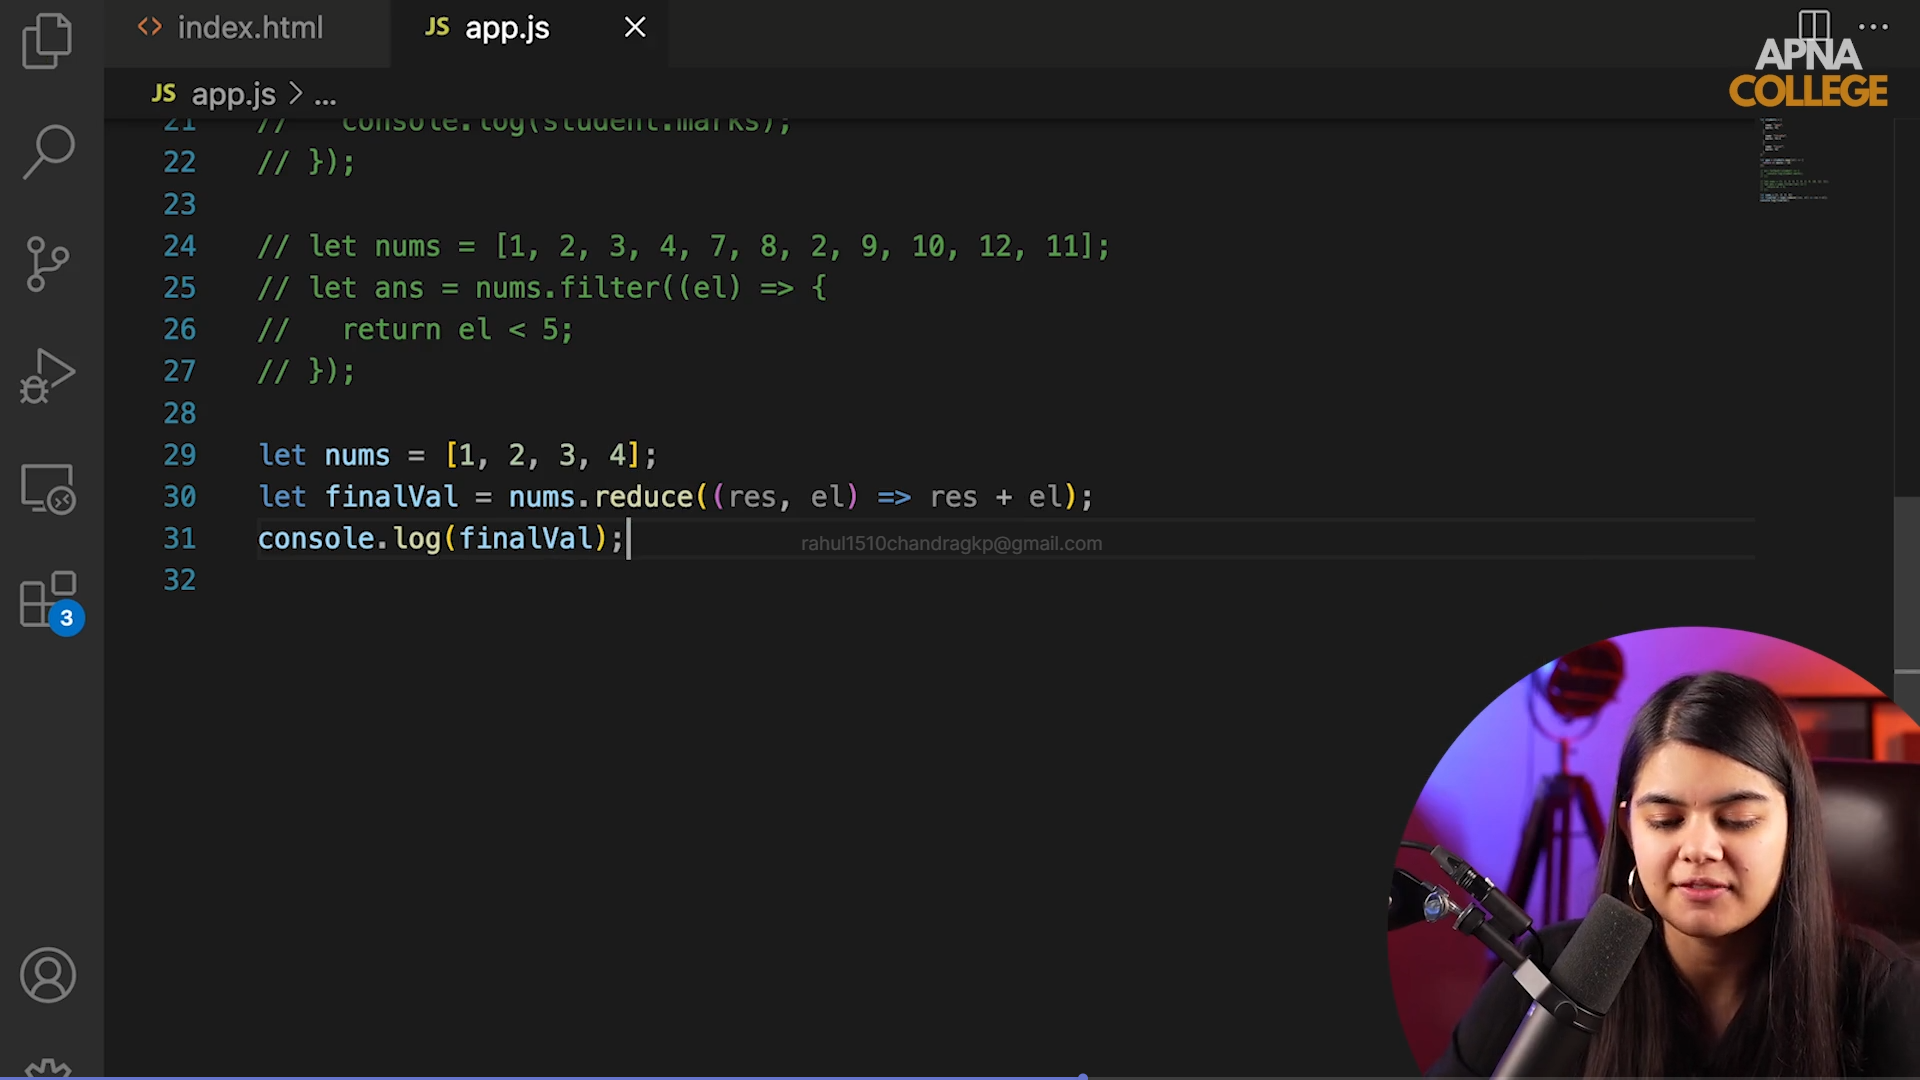 index.html
JS app.js
APNA
COLLEGE
JS app.js > ...
21 // console.log(student.marks);
22 // });
23
24 // let nums = [1, 2, 3, 4, 7, 8, 2, 9, 10, 12, 11];
25 // let ans = nums.filter((el) => {
26 //   return el < 5;
27 // });
28
29 let nums = [1, 2, 3, 4];
30 let finalVal = nums.reduce((res, el) => res + el);
31 console.log(finalVal);
rahul1510chandragkp@gmail.com
32
3